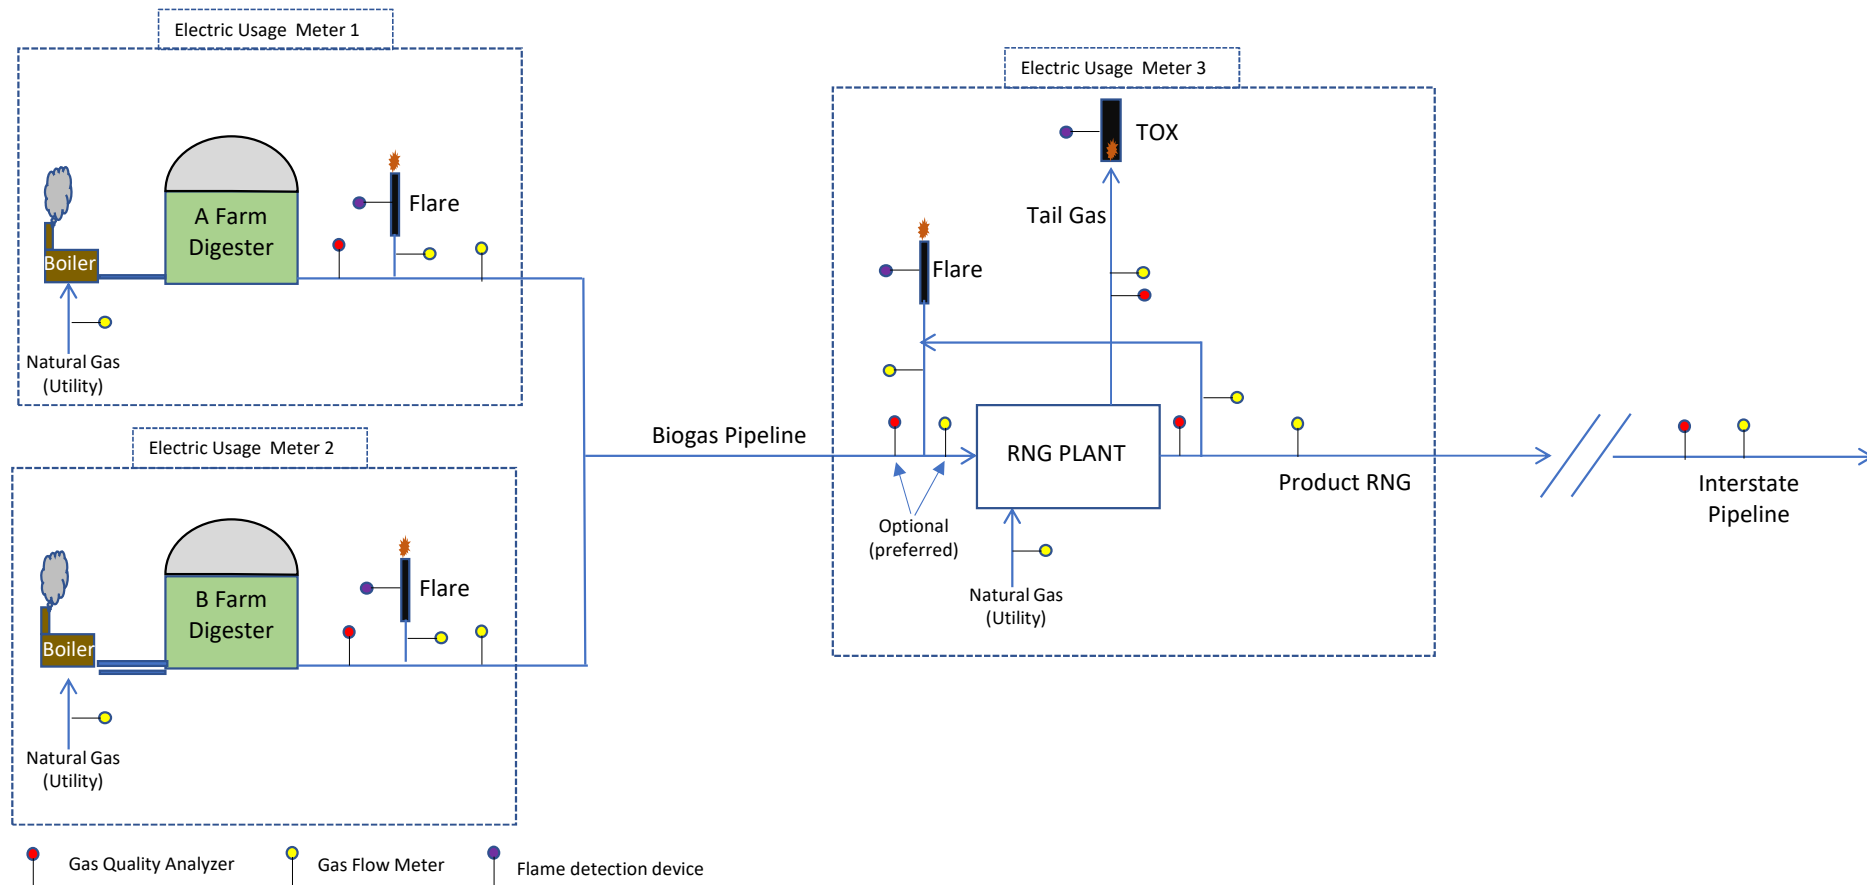 Electric Usage  Meter 1
A Farm
Digester
Flare
Boiler
Natural Gas
(Utility)
Electric Usage  Meter 2
B Farm
Digester
Flare
Boiler
Natural Gas
(Utility)
Biogas Pipeline
Electric Usage  Meter 3
TOX
Tail Gas
Flare
RNG PLANT
Optional
(preferred)
Natural Gas
(Utility)
Product RNG
Interstate
Pipeline
Gas Quality Analyzer
Gas Flow Meter
Flame detection device